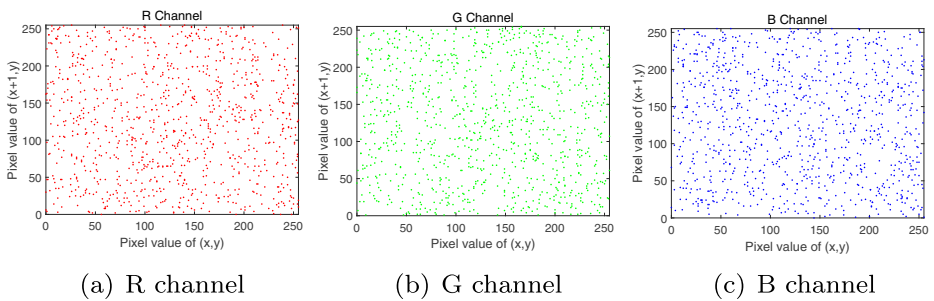 R Channel
250
200
150
100
50
0
Pixel value of (x+1,y)
0 50 100 150 200 250
Pixel value of (x,y)
(a) R channel
G Channel
250
200
150
100
50
0
Pixel value of (x+1,y)
0 50 100 150 200 250
Pixel value of (x,y)
(b) G channel
B Channel
250
200
150
100
50
0
Pixel value of (x+1,y)
0 50 100 150 200 250
Pixel value of (x,y)
(c) B channel